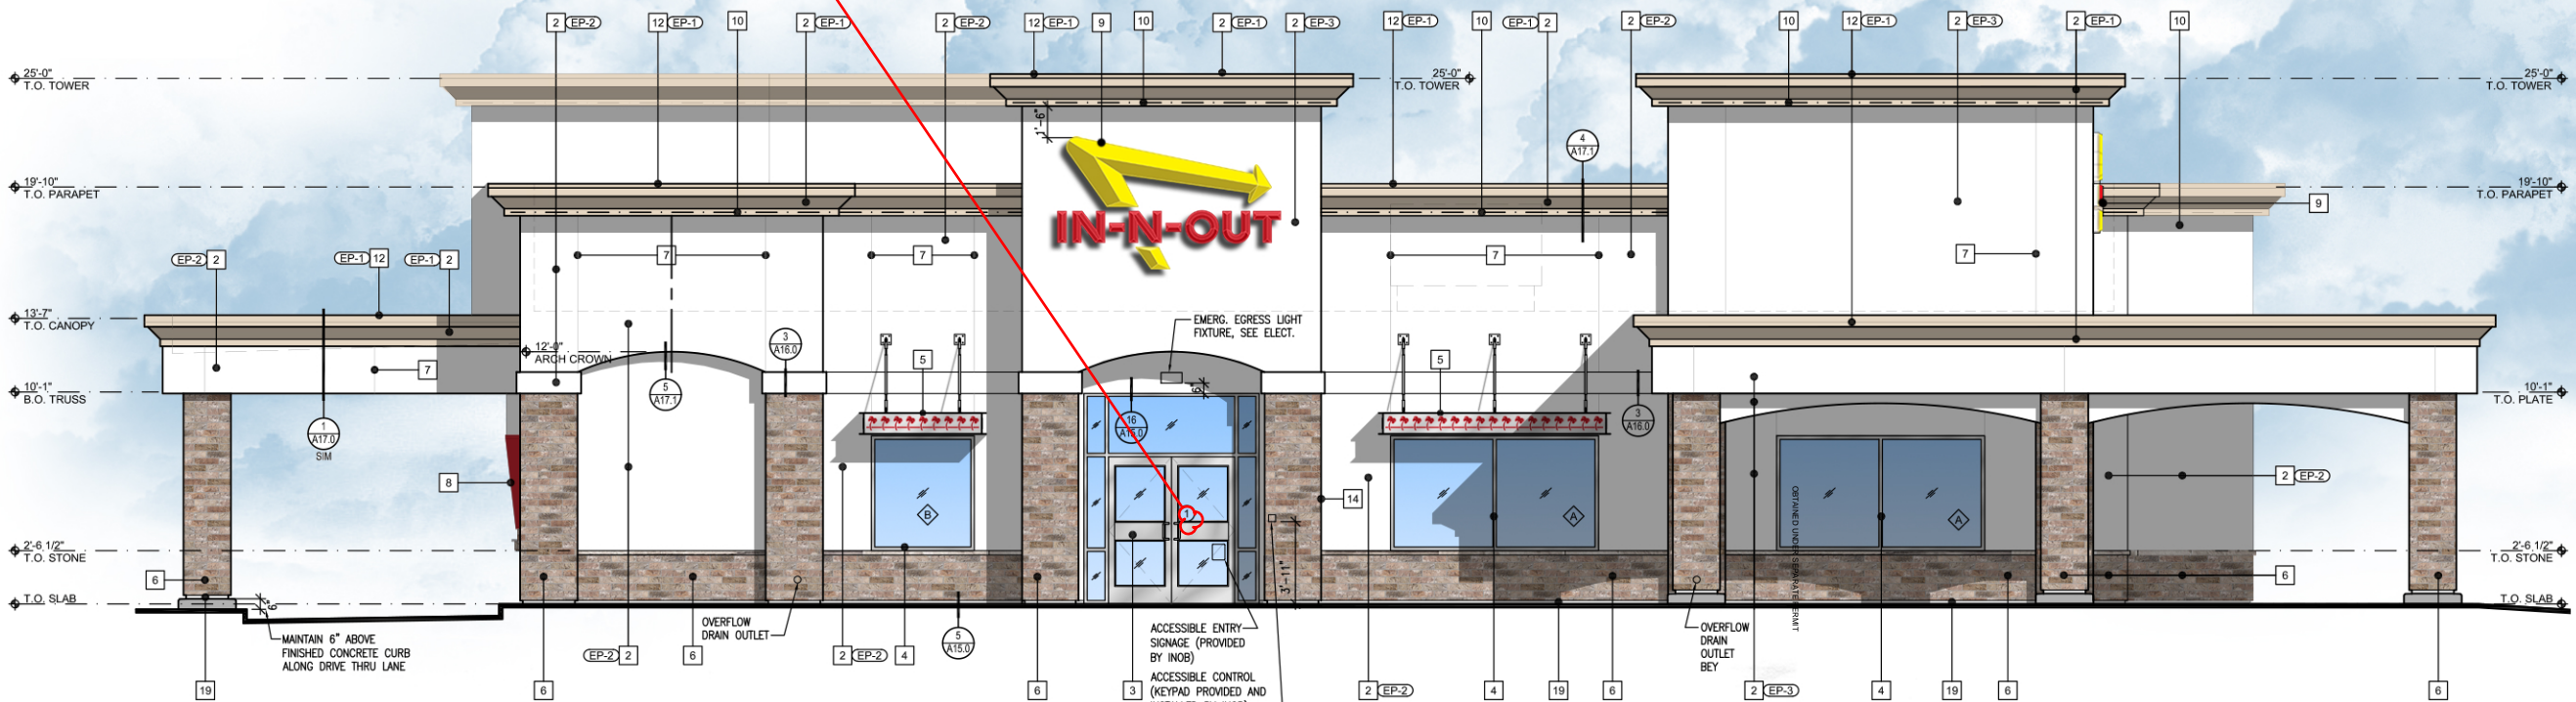 2 EP-2
12 EP-1
10
2 EP-1
2 EP-2
12 EP-1
9
10
2 EP-1
2 EP-3
12 EP-1
10
EP-1 2
2 EP-2
10
12 EP-1
2 EP-3
2 EP-1
10
25'-0"
T.O. TOWER
25'-0"
T.O. TOWER
25'-0"
T.O. TOWER
1'-6"
4
A17.1
19'-10"
T.O. PARAPET
19'-10"
T.O. PARAPET
9
IN-N-OUT
EP-2 2
EP-1 12
EP-1 2
7
7
7
7
13'-7"
T.O. CANOPY
EMERG. EGRESS LIGHT
FIXTURE, SEE ELECT.
12'-0"
ARCH CROWN
3
A16.0
5
5
7
5
A17.1
10'-1"
B.O. TRUSS
6"
10'-1"
T.O. PLATE
1
A17.0
SIM
16
A15.0
3
A16.0
8
14
2 EP-2
B
1
A
A
OBTAINED UNDER SEPARATE PERMIT
2'-6 1/2"
T.O. STONE
2'-6 1/2"
T.O. STONE
6
6
3'-11"
T.O. SLAB
6"
T.O. SLAB
MAINTAIN 6" ABOVE
FINISHED CONCRETE CURB
ALONG DRIVE THRU LANE
OVERFLOW
DRAIN OUTLET
5
A15.0
ACCESSIBLE ENTRY
SIGNAGE (PROVIDED
BY INOB)
OVERFLOW
DRAIN
OUTLET
BEY
EP-2 2
6
2 EP-2
4
ACCESSIBLE CONTROL
(KEYPAD PROVIDED AND
19
6
6
3
2 EP-2
4
19
6
2 EP-3
4
19
6
6